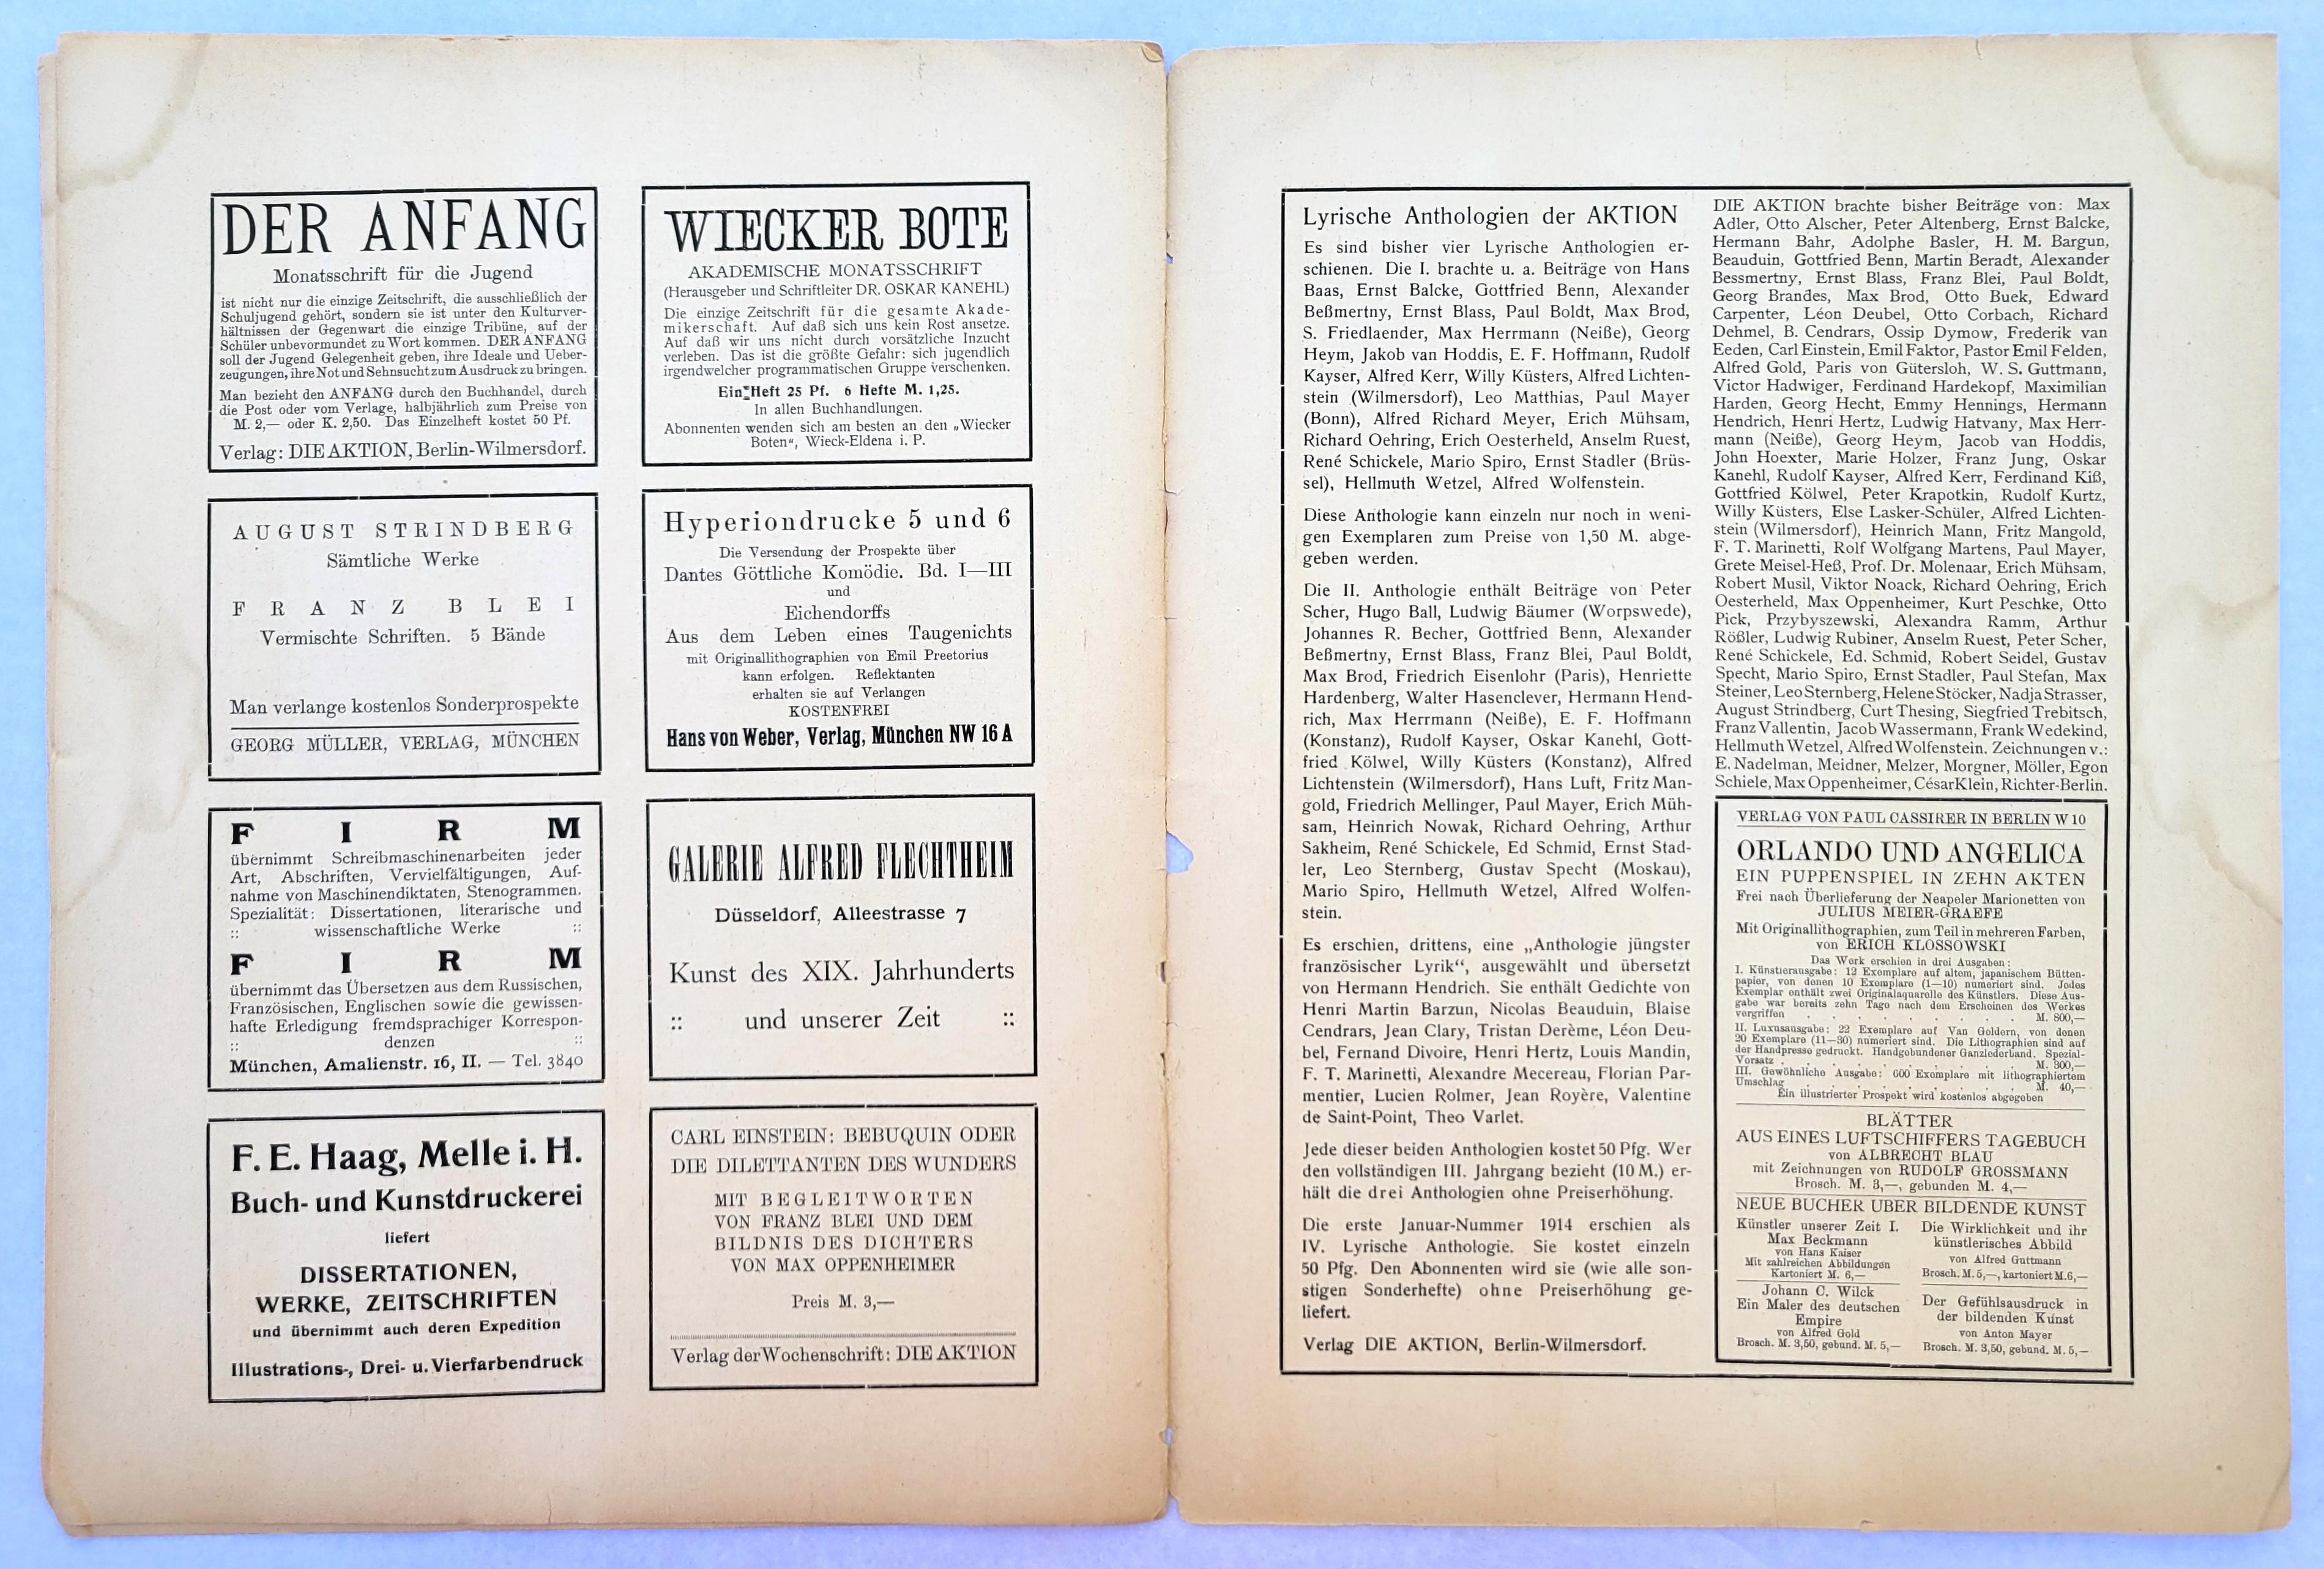 DER ANFANG
Monatsschrift für die Jugend
ist nicht nur die einzige Zeitschrift, die ausschließlich der
Schuljugend gehört, sondern sie ist unter den Kulturver-
hältnissen der Gegenwart die einzige Tribüne, auf der
Schüler unbevormundet zu Wort kommen. DER ANFANG
soll der Jugend Gelegenheit geben, ihre Ideale und Ueber-
zeugungen, ihre Not und Sehnsucht zum Ausdruck zu bringen.
Man bezieht den ANFANG durch den Buchhandel, durch
die Post oder vom Verlage, halbjährlich zum Preise von
M. 2,— oder K. 2,50. Das Einzelheft kostet 50 Pf.
Verlag: DIE AKTION, Berlin-Wilmersdorf.
AUGUST STRINDBERG
Sämtliche Werke
FRANZ BLEI
Vermischte Schriften. 5 Bände
Man verlange kostenlos Sonderprospekte
GEORG MÜLLER, VERLAG, MÜNCHEN
FIRM
übernimmt Schreibmaschinenarbeiten jeder
Art, Abschriften, Vervielfältigungen, Auf-
nahme von Maschinendiktaten, Stenogrammen.
Spezialität: Dissertationen, literarische und
:: wissenschaftliche Werke ::
FIRM
übernimmt das Übersetzen aus dem Russischen,
Französischen, Englischen sowie die gewissen-
hafte Erledigung fremdsprachiger Korrespon-
:: denzen ::
München, Amalienstr. 16, II. — Tel. 3840
F. E. Haag, Melle i. H.
Buch- und Kunstdruckerei
liefert
DISSERTATIONEN,
WERKE, ZEITSCHRIFTEN
und übernimmt auch deren Expedition
Illustrations-, Drei- u. Vierfarbendruck
WIECKER BOTE
AKADEMISCHE MONATSSCHRIFT
(Herausgeber und Schriftleiter DR. OSKAR KANEHL)
Die einzige Zeitschrift für die gesamte Akade-
mikerschaft. Auf daß sich uns kein Rost ansetze.
Auf daß wir uns nicht durch vorsätzliche Inzucht
verleben. Das ist die größte Gefahr: sich jugendlich
irgendwelcher programmatischen Gruppe verschenken.
Ein Heft 25 Pf. 6 Hefte M. 1,25.
In allen Buchhandlungen.
Abonnenten wenden sich am besten an den „Wiecker
Boten“, Wieck-Eldena i. P.
Hyperiondrucke 5 und 6
Die Versendung der Prospekte über
Dantes Göttliche Komödie. Bd. I—III
und
Eichendorffs
Aus dem Leben eines Taugenichts
mit Originallithographien von Emil Preetorius
kann erfolgen. Reflektanten
erhalten sie auf Verlangen
KOSTENFREI
Hans von Weber, Verlag, München NW 16 A
GALERIE ALFRED FLECHTHEIM
Düsseldorf, Alleestrasse 7
Kunst des XIX. Jahrhunderts
:: und unserer Zeit ::
CARL EINSTEIN: BEBUQUIN ODER
DIE DILETTANTEN DES WUNDERS
MIT BEGLEITWORTEN
VON FRANZ BLEI UND DEM
BILDNIS DES DICHTERS
VON MAX OPPENHEIMER
Preis M. 3,—
Verlag der Wochenschrift: DIE AKTION
Lyrische Anthologien der AKTION
Es sind bisher vier Lyrische Anthologien er-
schienen. Die I. brachte u. a. Beiträge von Hans
Baas, Ernst Balcke, Gottfried Benn, Alexander
Beßmertny, Ernst Blass, Paul Boldt, Max Brod,
S. Friedlaender, Max Herrmann (Neiße), Georg
Heym, Jakob van Hoddis, E. F. Hoffmann, Rudolf
Kayser, Alfred Kerr, Willy Küsters, Alfred Lichten-
stein (Wilmersdorf), Leo Matthias, Paul Mayer
(Bonn), Alfred Richard Meyer, Erich Mühsam,
Richard Oehring, Erich Oesterheld, Anselm Ruest,
René Schickele, Mario Spiro, Ernst Stadler (Brüs-
sel), Hellmuth Wetzel, Alfred Wolfenstein.
Diese Anthologie kann einzeln nur noch in weni-
gen Exemplaren zum Preise von 1,50 M. abge-
geben werden.
Die II. Anthologie enthält Beiträge von Peter
Scher, Hugo Ball, Ludwig Bäumer (Worpswede),
Johannes R. Becher, Gottfried Benn, Alexander
Beßmertny, Ernst Blass, Franz Blei, Paul Boldt,
Max Brod, Friedrich Eisenlohr (Paris), Henriette
Hardenberg, Walter Hasenclever, Hermann Hend-
rich, Max Herrmann (Neiße), E. F. Hoffmann
(Konstanz), Rudolf Kayser, Oskar Kanehl, Gott-
fried Kölwel, Willy Küsters (Konstanz), Alfred
Lichtenstein (Wilmersdorf), Hans Luft, Fritz Man-
gold, Friedrich Mellinger, Paul Mayer, Erich Müh-
sam, Heinrich Nowak, Richard Oehring, Arthur
Sakheim, René Schickele, Ed Schmid, Ernst Stad-
ler, Leo Sternberg, Gustav Specht (Moskau),
Mario Spiro, Hellmuth Wetzel, Alfred Wolfen-
stein.
Es erschien, drittens, eine „Anthologie jüngster
französischer Lyrik“, ausgewählt und übersetzt
von Hermann Hendrich. Sie enthält Gedichte von
Henri Martin Barzun, Nicolas Beauduin, Blaise
Cendrars, Jean Clary, Tristan Derème, Léon Deu-
bel, Fernand Divoire, Henri Hertz, Louis Mandin,
F. T. Marinetti, Alexandre Mecereau, Florian Par-
mentier, Lucien Rolmer, Jean Royère, Valentine
de Saint-Point, Theo Varlet.
Jede dieser beiden Anthologien kostet 50 Pfg. Wer
den vollständigen III. Jahrgang bezieht (10 M.) er-
hält die drei Anthologien ohne Preiserhöhung.
Die erste Januar-Nummer 1914 erschien als
IV. Lyrische Anthologie. Sie kostet einzeln
50 Pfg. Den Abonnenten wird sie (wie alle son-
stigen Sonderhefte) ohne Preiserhöhung ge-
liefert.
Verlag DIE AKTION, Berlin-Wilmersdorf.
DIE AKTION brachte bisher Beiträge von: Max
Adler, Otto Alscher, Peter Altenberg, Ernst Balcke,
Hermann Bahr, Adolphe Basler, H. M. Bargun,
Beauduin, Gottfried Benn, Martin Beradt, Alexander
Bessmertny, Ernst Blass, Franz Blei, Paul Boldt,
Georg Brandes, Max Brod, Otto Buek, Edward
Carpenter, Léon Deubel, Otto Corbach, Richard
Dehmel, B. Cendrars, Ossip Dymow, Frederik van
Eeden, Carl Einstein, Emil Faktor, Pastor Emil Felden,
Alfred Gold, Paris von Gütersloh, W. S. Guttmann,
Victor Hadwiger, Ferdinand Hardekopf, Maximilian
Harden, Georg Hecht, Emmy Hennings, Hermann
Hendrich, Henri Hertz, Ludwig Hatvany, Max Herr-
mann (Neiße), Georg Heym, Jacob van Hoddis,
John Hoexter, Marie Holzer, Franz Jung, Oskar
Kanehl, Rudolf Kayser, Alfred Kerr, Ferdinand Kiß,
Gottfried Kölwel, Peter Krapotkin, Rudolf Kurtz,
Willy Küsters, Else Lasker-Schüler, Alfred Lichten-
stein (Wilmersdorf), Heinrich Mann, Fritz Mangold,
F. T. Marinetti, Rolf Wolfgang Martens, Paul Mayer,
Grete Meisel-Heß, Prof. Dr. Molenaar, Erich Mühsam,
Robert Musil, Viktor Noack, Richard Oehring, Erich
Oesterheld, Max Oppenheimer, Kurt Peschke, Otto
Pick, Przybyszewski, Alexandra Ramm, Arthur
Rößler, Ludwig Rubiner, Anselm Ruest, Peter Scher,
René Schickele, Ed. Schmid, Robert Seidel, Gustav
Specht, Mario Spiro, Ernst Stadler, Paul Stefan, Max
Steiner, Leo Sternberg, Helene Stöcker, Nadja Strasser,
August Strindberg, Curt Thesing, Siegfried Trebitsch,
Franz Vallentin, Jacob Wassermann, Frank Wedekind,
Hellmuth Wetzel, Alfred Wolfenstein. Zeichnungen v.:
E. Nadelman, Meidner, Melzer, Morgner, Möller, Egon
Schiele, Max Oppenheimer, César Klein, Richter-Berlin.
VERLAG VON PAUL CASSIRER IN BERLIN W 10
ORLANDO UND ANGELICA
EIN PUPPENSPIEL IN ZEHN AKTEN
Frei nach Überlieferung der Neapeler Marionetten von
JULIUS MEIER-GRAEFE
Mit Originallithographien, zum Teil in mehreren Farben,
von ERICH KLOSSOWSKI
Das Werk erschien in drei Ausgaben:
I. Künstlerausgabe: 12 Exemplare auf altem, japanischem Bütten-
papier, von denen 10 Exemplare (1—10) numeriert sind. Jedes
Exemplar enthält zwei Originalaquarelle des Künstlers. Diese Aus-
gabe war bereits zehn Tage nach dem Erscheinen des Werkes
vergriffen . . . . . . . . M. 800,—
II. Luxusausgabe: 22 Exemplare auf Van Geldern, von denen
20 Exemplare (11—30) numeriert sind. Die Lithographien sind auf
der Handpresse gedruckt. Handgebundener Ganzlederband. Spezial-
Vorsatz . . . . . . . . M. 300,—
III. Gewöhnliche Ausgabe: 600 Exemplare mit lithographiertem
Umschlag . . . . . . . . M. 40,—
Ein illustrierter Prospekt wird kostenlos abgegeben
BLÄTTER
AUS EINES LUFTSCHIFFERS TAGEBUCH
von ALBRECHT BLAU
mit Zeichnungen von RUDOLF GROSSMANN
Brosch. M. 3,—, gebunden M. 4,—
NEUE BUCHER UBER BILDENDE KUNST
Künstler unserer Zeit I.
Max Beckmann
von Hans Kaiser
Mit zahlreichen Abbildungen
Kartoniert M. 6,—
Johann C. Wilck
Ein Maler des deutschen
Empire
von Alfred Gold
Brosch. M. 3,50, gebund. M. 5,—
Die Wirklichkeit und ihr
künstlerisches Abbild
von Alfred Guttmann
Brosch. M. 5,—, kartoniert M. 6,—
Der Gefühlsausdruck in
der bildenden Kunst
von Anton Mayer
Brosch. M. 3,50, gebund. M. 5,—